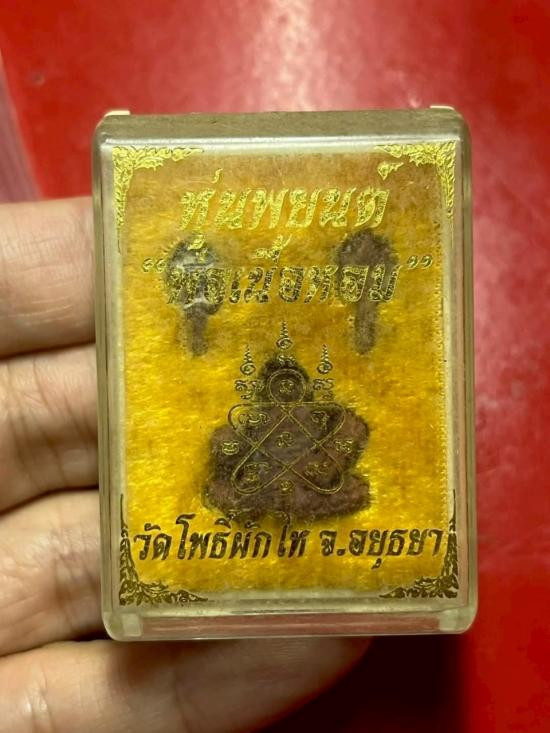 หุ่นพยนต์
“พ่อเนื้อหอม”
วัดโพธิ์ผักไห่ จ.อยุธยา